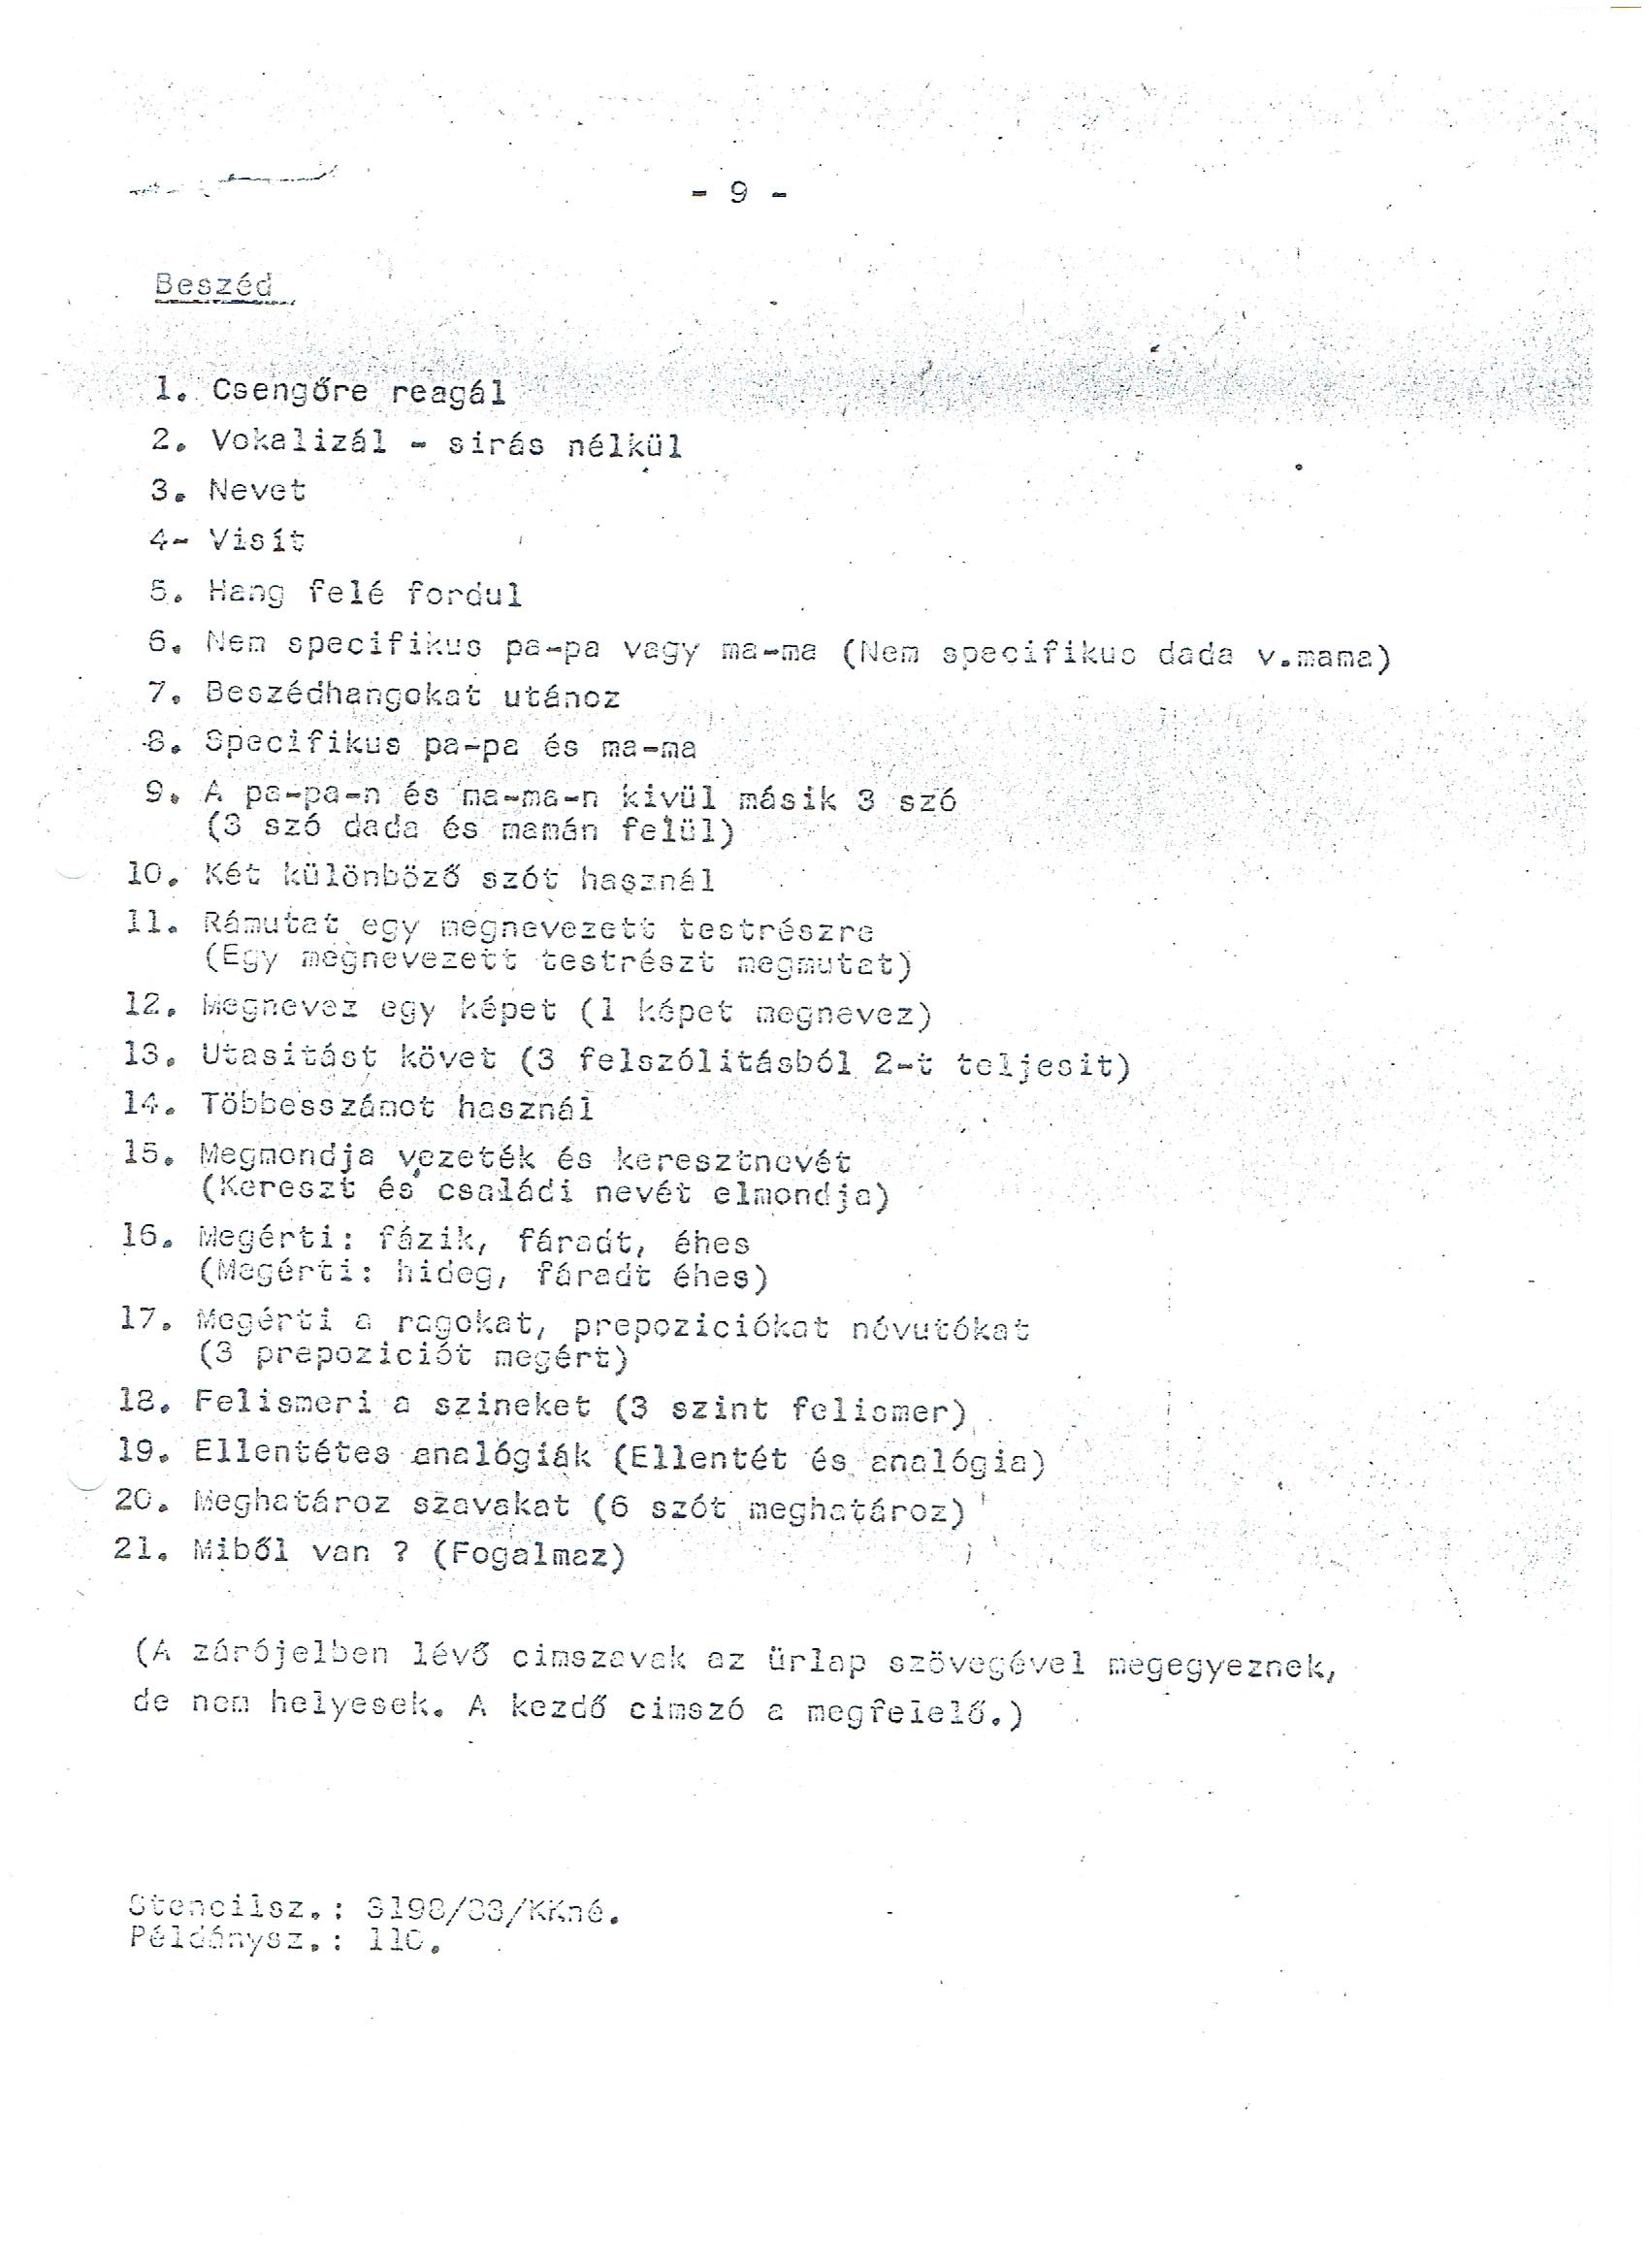 - 9 -
Beszéd
1. Csengőre reagál
2. Vokalizál - sirás nélkül
3. Nevet
4- Visít
5. Hang felé fordul
6. Nem specifikus pa-pa vagy ma-ma (Nem specifikus dada v.mama)
7. Beszédhangokat utánoz
8. Specifikus pa-pa és ma-ma
9. A pa-pa-n és ma-ma-n kivül másik 3 szó
(3 szó dada és mamán felül)
10. Két különböző szót használ
11. Rámutat egy megnevezett testrészre
(Egy megnevezett testrészt megmutat)
12. Megnevez egy képet (1 képet megnevez)
13. Utasitást követ (3 felszólitásból 2-t teljesit)
14. Többesszámot használ
15. Megmondja vezeték és keresztnevét
(Kereszt és családi nevét elmondja)
16. Megérti: fázik, fáradt, éhes
(Megérti: hideg, fáradt éhes)
17. Megérti a ragokat, prepoziciókat névutókat
(3 prepoziciót megért)
18. Felismeri a szineket (3 szint felismer)
19. Ellentétes analógiák (Ellentét és analógia)
20. Meghatároz szavakat (6 szót meghatároz)
21. Miből van ? (Fogalmaz)
(A zárójelben lévő cimszavak az ürlap szövegével megegyeznek,
de nem helyesek. A kezdő cimszó a megfelelő.)
Stencilsz.:
Példánysz.: 110.